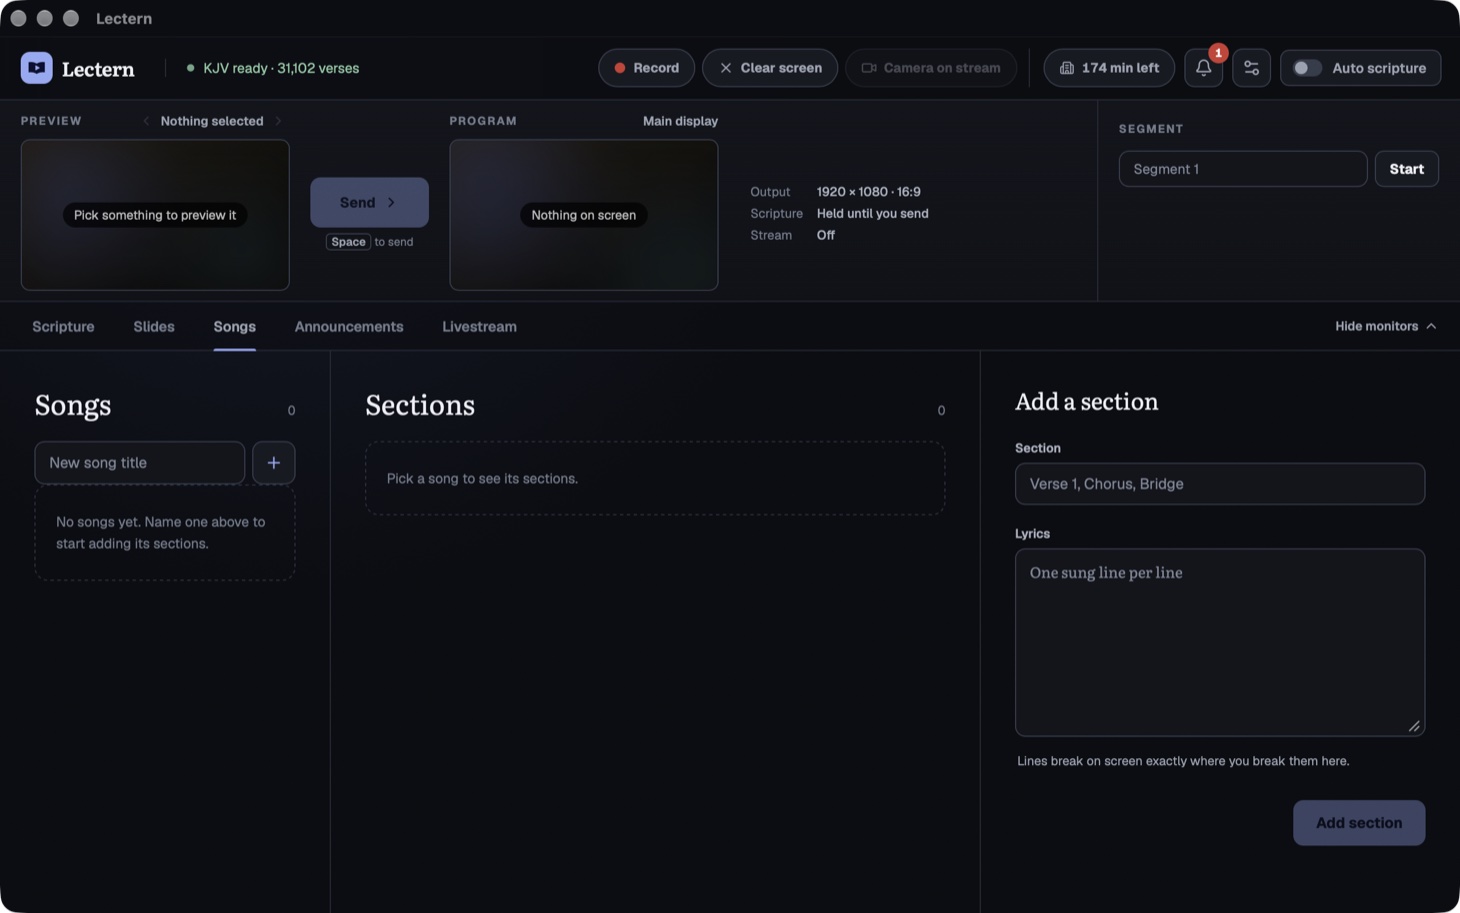 Lectern
Lectern
KJV ready · 31,102 verses
Record
Clear screen
Camera on stream
174 min left
1
Auto scripture
PREVIEW
Nothing selected
Pick something to preview it
Send
Space to send
PROGRAM
Main display
Nothing on screen
Output 1920 × 1080 · 16:9
Scripture Held until you send
Stream Off
SEGMENT
Segment 1
Start
Scripture
Slides
Songs
Announcements
Livestream
Hide monitors
Songs
0
New song title
+
No songs yet. Name one above to
start adding its sections.
Sections
0
Pick a song to see its sections.
Add a section
Section
Verse 1, Chorus, Bridge
Lyrics
One sung line per line
Lines break on screen exactly where you break them here.
Add section